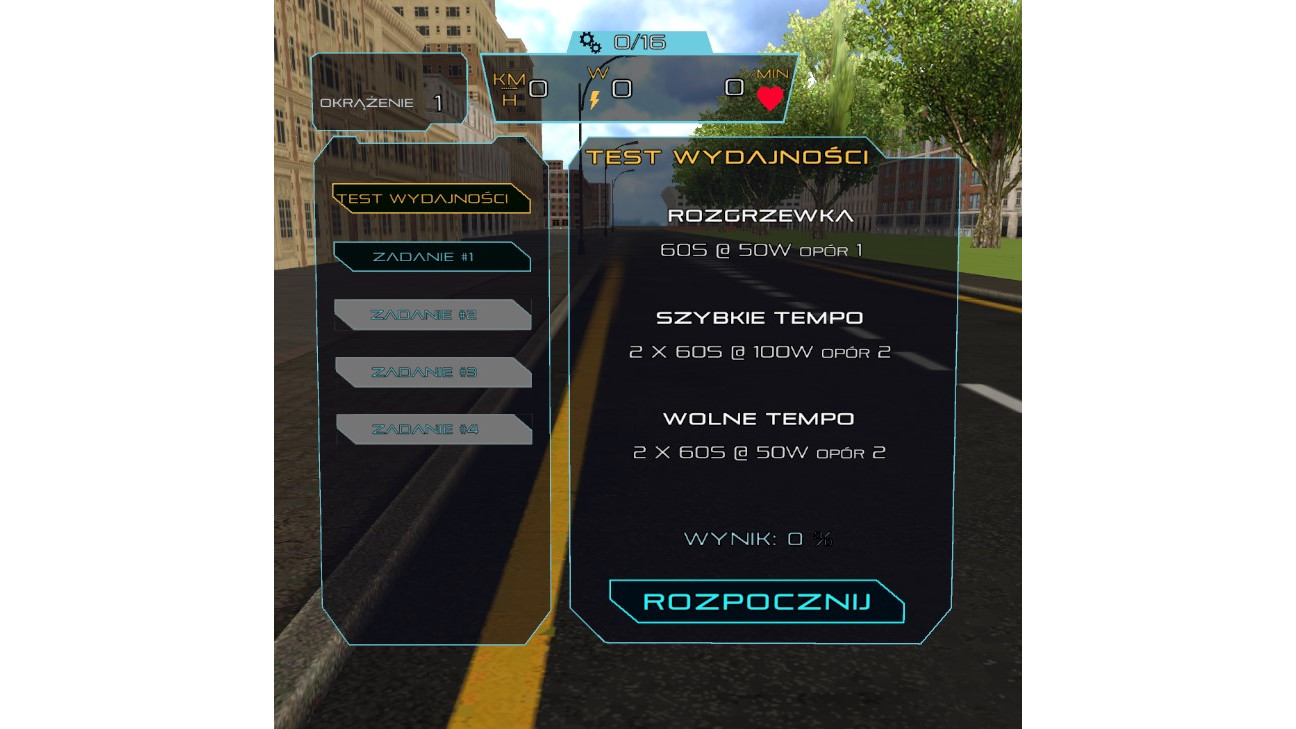 0/16
KM
H
0
W
0
0
MIN
OKRĄŻENIE 1
TEST WYDAJNOŚCI
ZADANIE #1
ZADANIE #2
ZADANIE #3
ZADANIE #4
TEST WYDAJNOŚCI
ROZGRZEWKA
60S @ 50W OPÓR 1
SZYBKIE TEMPO
2 X 60S @ 100W OPÓR 2
WOLNE TEMPO
2 X 60S @ 50W OPÓR 2
WYNIK: 0 %
ROZPOCZNIJ